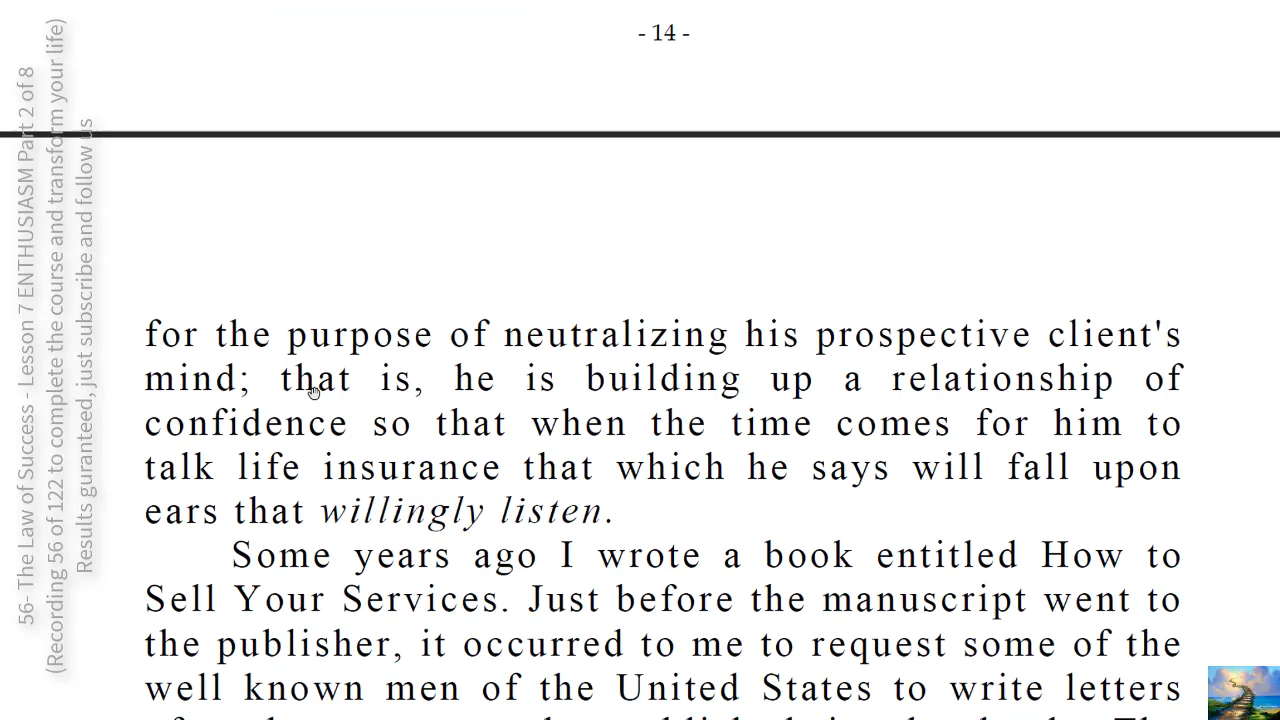 - 14 -
56- The Law of Success - Lesson 7 ENTHUSIASM Part 2 of 8
(Recording 56 of 122 to complete the course and transform your life)
Results guranteed, just subscribe and follow us
for the purpose of neutralizing his prospective client's
mind; that is, he is building up a relationship of
confidence so that when the time comes for him to
talk life insurance that which he says will fall upon
ears that willingly listen.
Some years ago I wrote a book entitled How to
Sell Your Services. Just before the manuscript went to
the publisher, it occurred to me to request some of the
well known men of the United States to write letters